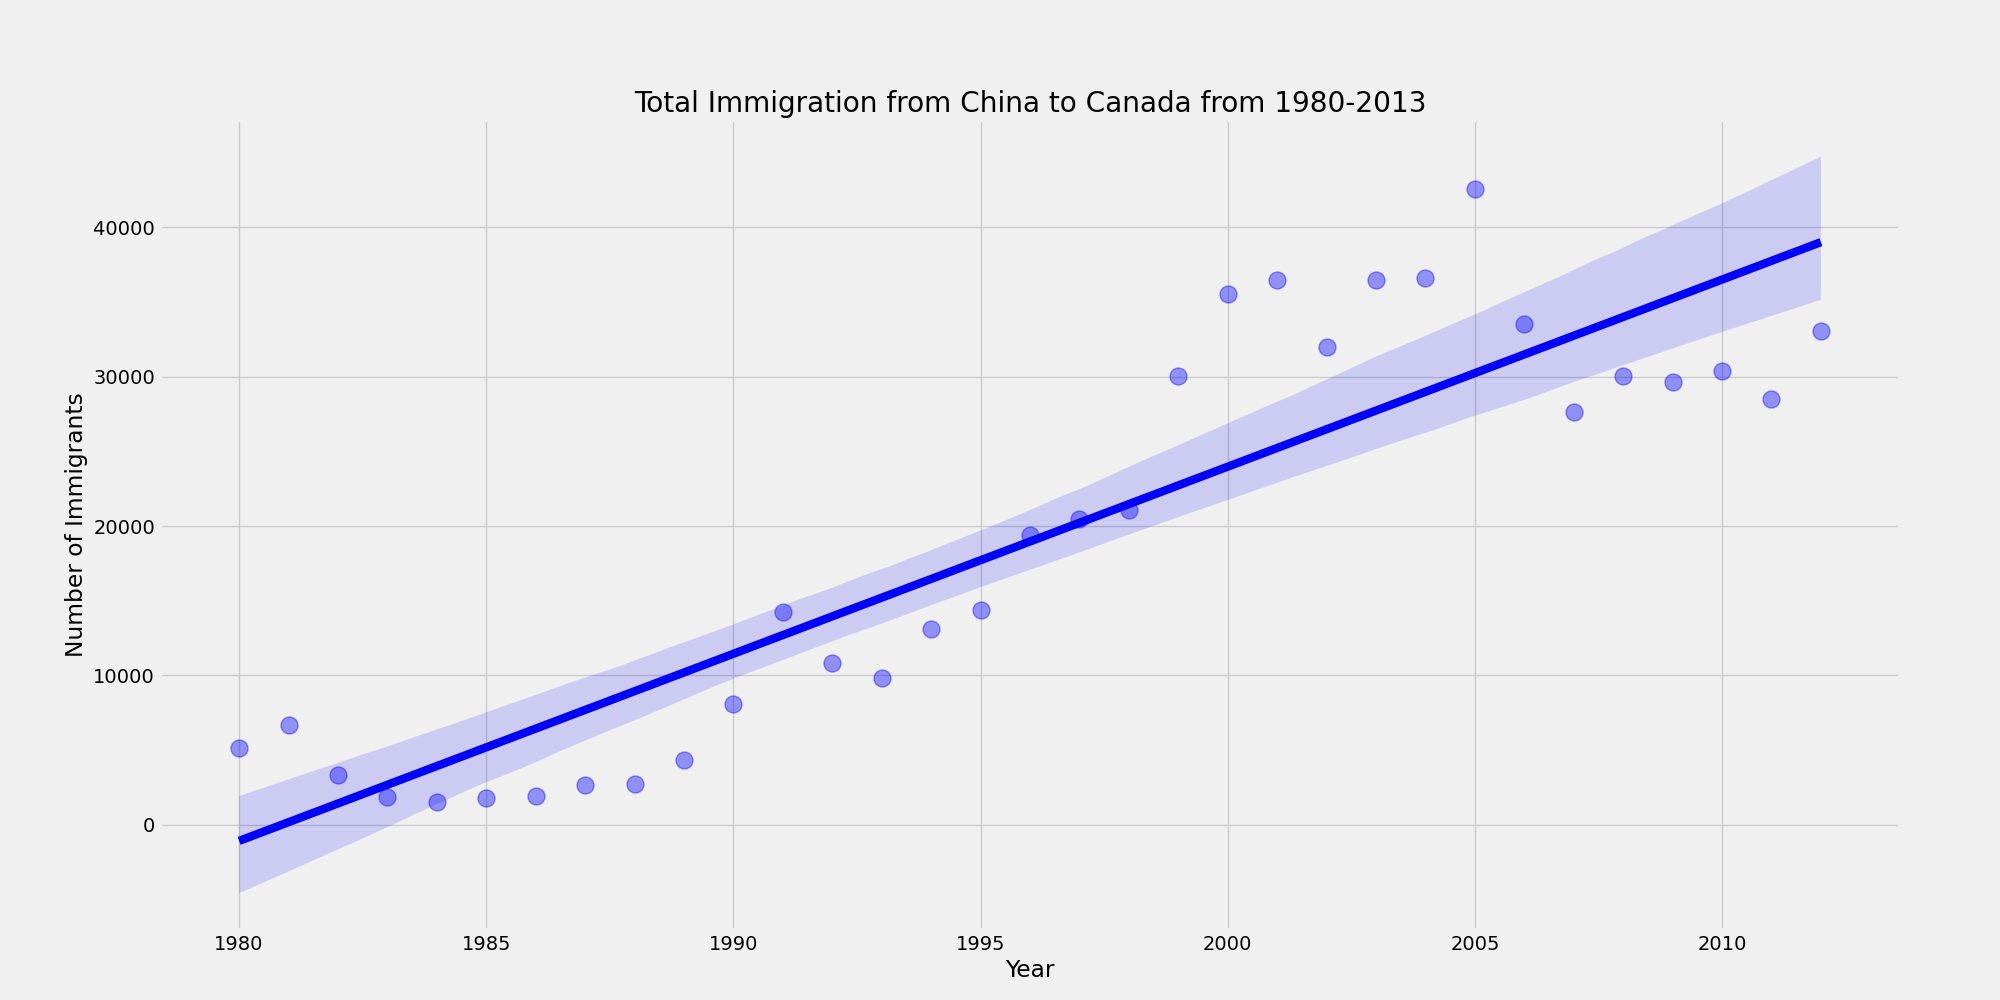 Total Immigration from China to Canada from 1980-2013
Number of Immigrants
40000
30000
20000
10000
0
1980 1985 1990 1995 2000 2005 2010
Year